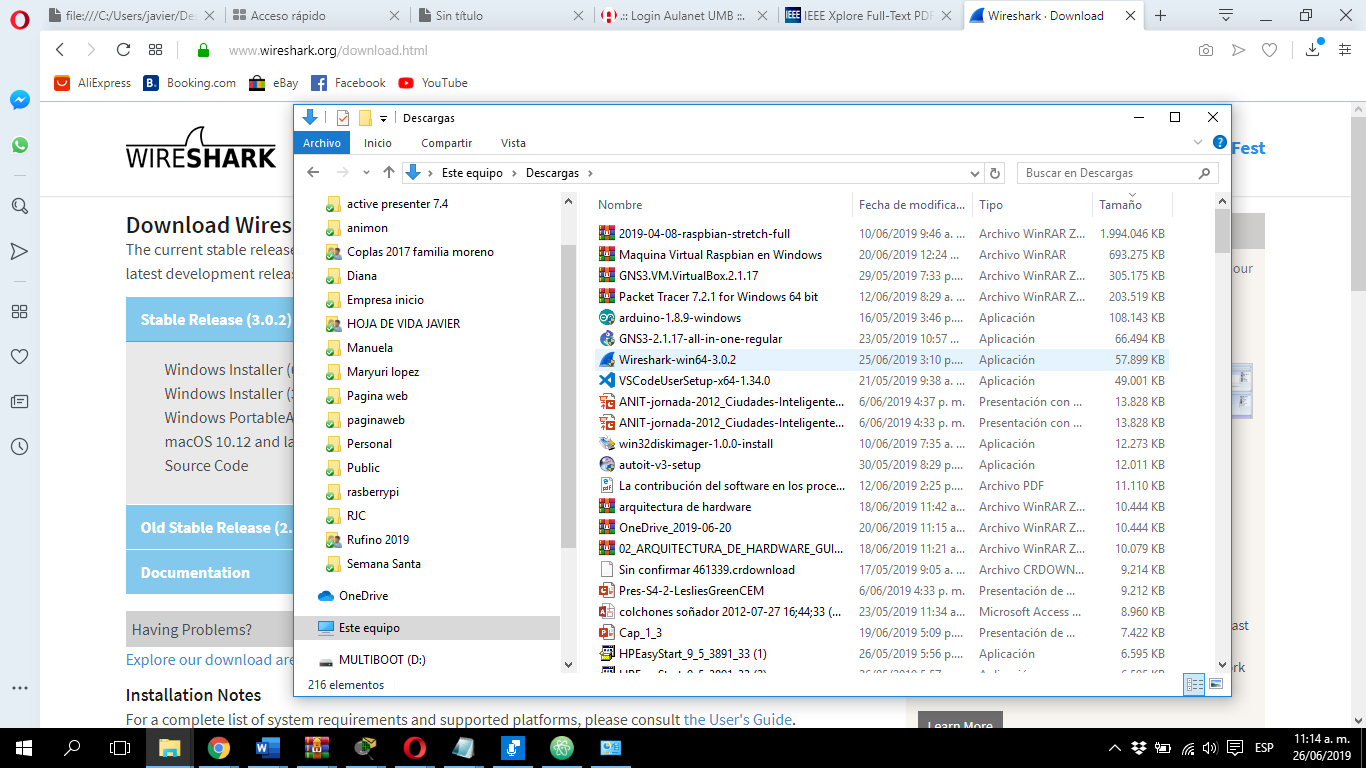 file:///C:/Users/javier/De
Acceso rápido
Sin título
.:: Login Aulanet UMB ::.
IEEE Xplore Full-Text PDF
Wireshark · Download
www.wireshark.org/download.html
AliExpress
Booking.com
eBay
Facebook
YouTube
WIRESHARK
Fest
Download Wires
The current stable release
latest development relea
Stable Release (3.0.2)
Windows Installer (
Windows Installer (
Windows PortableA
macOS 10.12 and la
Source Code
Old Stable Release (2.
Documentation
Having Problems?
Explore our download are
Installation Notes
For a complete list of system requirements and supported platforms, please consult the User's Guide.
our
ast
rk
Learn More
Descargas
Archivo
Inicio
Compartir
Vista
Este equipo
Descargas
Buscar en Descargas
active presenter 7.4
animon
Coplas 2017 familia moreno
Diana
Empresa inicio
HOJA DE VIDA JAVIER
Manuela
Maryuri lopez
Pagina web
paginaweb
Personal
Public
rasberrypi
RJC
Rufino 2019
Semana Santa
OneDrive
Este equipo
MULTIBOOT (D:)
Nombre Fecha de modifica... Tipo Tamaño
2019-04-08-raspbian-stretch-full 10/06/2019 9:46 a. ... Archivo WinRAR Z... 1.994.046 KB
Maquina Virtual Raspbian en Windows 20/06/2019 12:24 ... Archivo WinRAR 693.275 KB
GNS3.VM.VirtualBox.2.1.17 29/05/2019 7:33 p.... Archivo WinRAR Z... 305.175 KB
Packet Tracer 7.2.1 for Windows 64 bit 12/06/2019 8:29 a.... Archivo WinRAR Z... 203.519 KB
arduino-1.8.9-windows 16/05/2019 3:46 p.... Aplicación 108.143 KB
GNS3-2.1.17-all-in-one-regular 23/05/2019 10:57 ... Aplicación 66.494 KB
Wireshark-win64-3.0.2 25/06/2019 3:10 p.... Aplicación 57.899 KB
VSCodeUserSetup-x64-1.34.0 21/05/2019 9:38 a.... Aplicación 49.001 KB
ANIT-jornada-2012_Ciudades-Inteligente... 6/06/2019 4:37 p. m. Presentación con ... 13.828 KB
ANIT-jornada-2012_Ciudades-Inteligente... 6/06/2019 4:33 p. m. Presentación con ... 13.828 KB
win32diskimager-1.0.0-install 10/06/2019 7:35 a.... Aplicación 12.273 KB
autoit-v3-setup 30/05/2019 8:29 p.... Aplicación 12.011 KB
La contribución del software en los proce... 12/06/2019 2:25 p.... Archivo PDF 11.110 KB
arquitectura de hardware 18/06/2019 11:42 a... Archivo WinRAR Z... 10.444 KB
OneDrive_2019-06-20 20/06/2019 11:15 a... Archivo WinRAR Z... 10.444 KB
02_ARQUITECTURA_DE_HARDWARE_GUI... 18/06/2019 11:21 a... Archivo WinRAR Z... 10.079 KB
Sin confirmar 461339.crdownload 17/05/2019 9:05 a.... Archivo CRDOWN... 9.214 KB
Pres-S4-2-LesliesGreenCEM 6/06/2019 4:33 p. m. Presentación de ... 9.212 KB
colchones soñador 2012-07-27 16;44;33 (... 23/05/2019 11:34 a... Microsoft Access ... 8.960 KB
Cap_1_3 19/06/2019 5:09 p.... Presentación de ... 7.422 KB
HPEasyStart_9_5_3891_33 (1) 26/05/2019 5:56 p.... Aplicación 6.595 KB
216 elementos
ESP
11:14 a. m.
26/06/2019